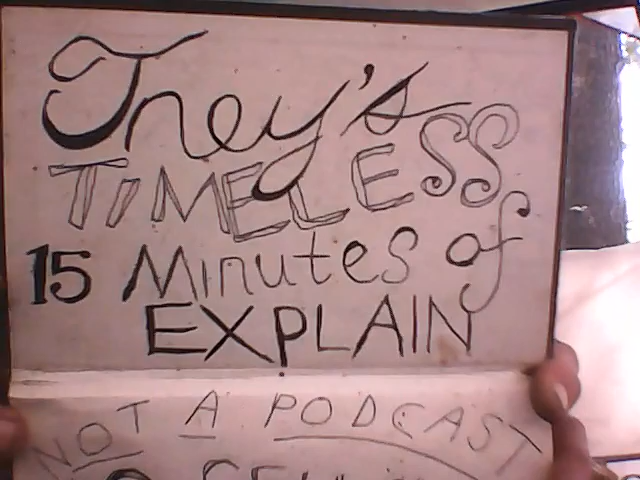 Trey's
TIMELESS
15 Minutes of
EXPLAIN
NOT A PODCAST